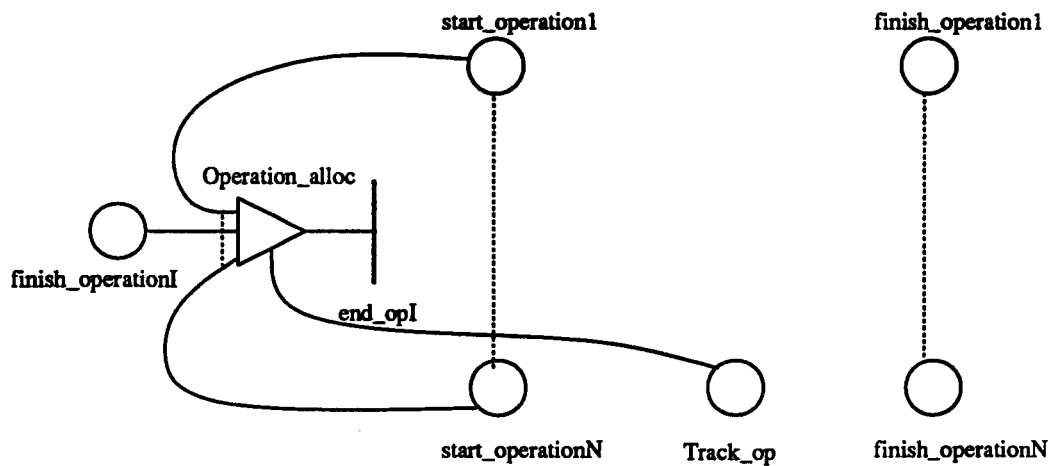 start_operation1
finish_operation1
Operation_alloc
finish_operationI
end_opI
start_operationN
Track_op
finish_operationN